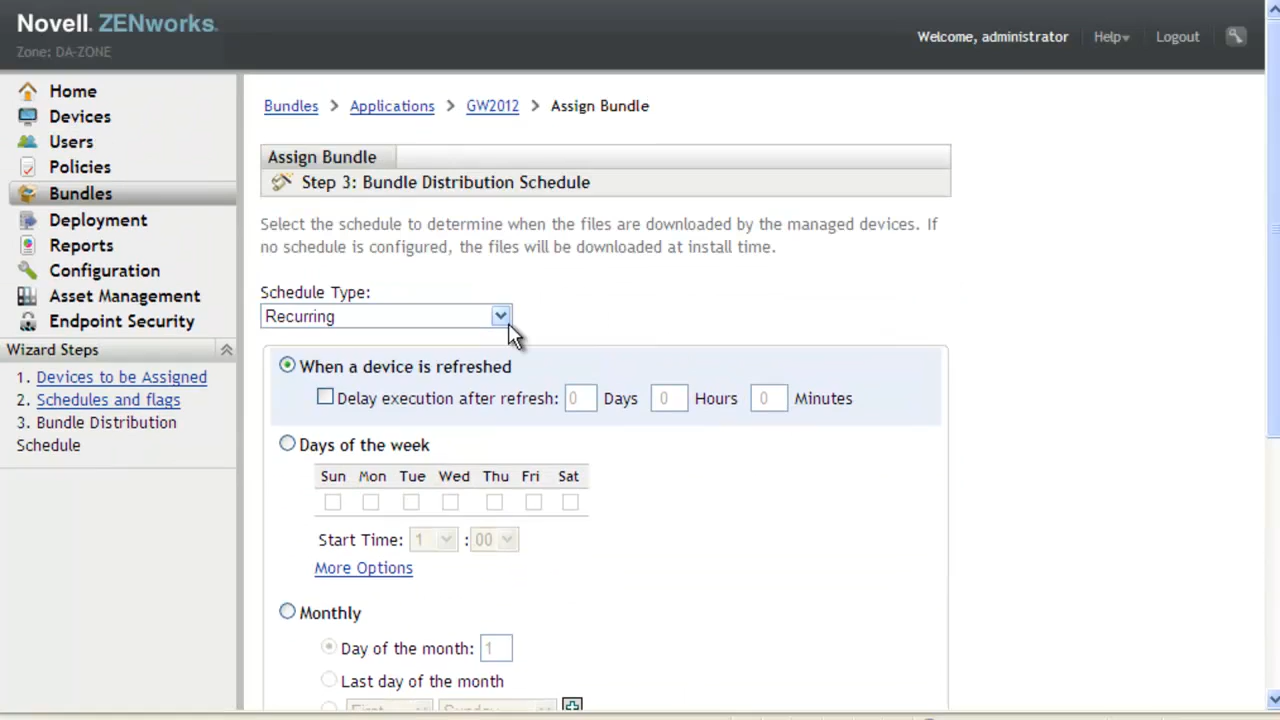 Novell. ZENworks.
Zone: DA-ZONE
Welcome, administrator Help Logout
Home
Devices
Users
Policies
Bundles
Deployment
Reports
Configuration
Asset Management
Endpoint Security
Wizard Steps
1. Devices to be Assigned
2. Schedules and flags
3. Bundle Distribution
Schedule
Bundles > Applications > GW2012 > Assign Bundle
Assign Bundle
Step 3: Bundle Distribution Schedule
Select the schedule to determine when the files are downloaded by the managed devices. If
no schedule is configured, the files will be downloaded at install time.
Schedule Type:
Recurring
When a device is refreshed
Delay execution after refresh: 0 Days 0 Hours 0 Minutes
Days of the week
Sun Mon Tue Wed Thu Fri Sat
Start Time: 1 : 00
More Options
Monthly
Day of the month: 1
Last day of the month
First Sunday